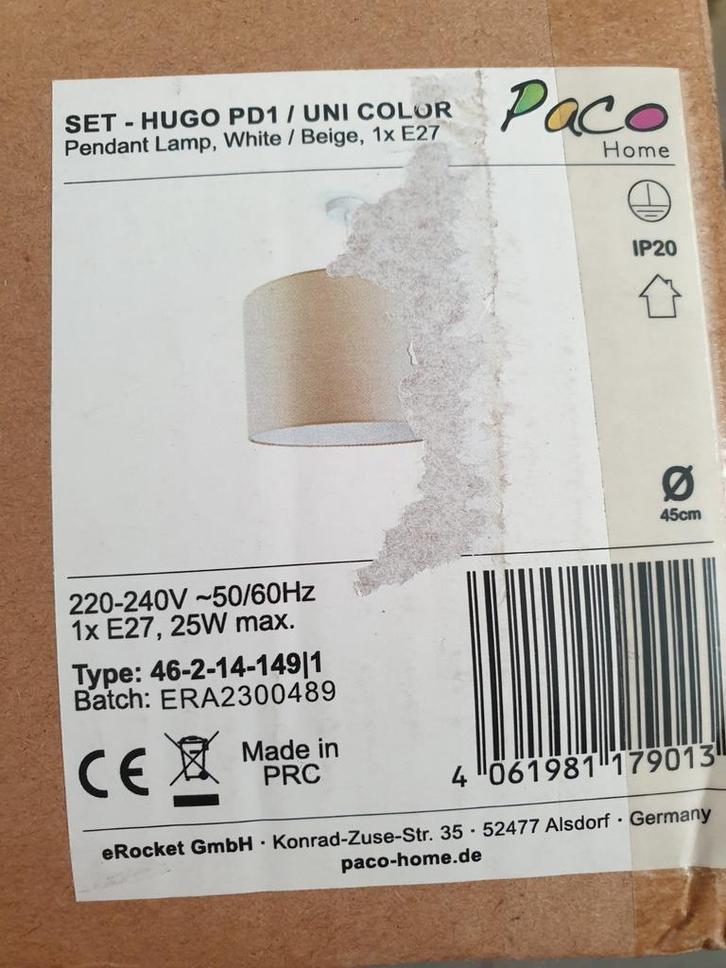 SET - HUGO PD1 / UNI COLOR
Pendant Lamp, White / Beige, 1x E27
Paco
Home
IP20
Ø
45cm
220-240V ~50/60Hz
1x E27, 25W max.
Type: 46-2-14-149|1
Batch: ERA2300489
CE
Made in
PRC
4 061981 179013
eRocket GmbH · Konrad-Zuse-Str. 35 · 52477 Alsdorf · Germany
paco-home.de